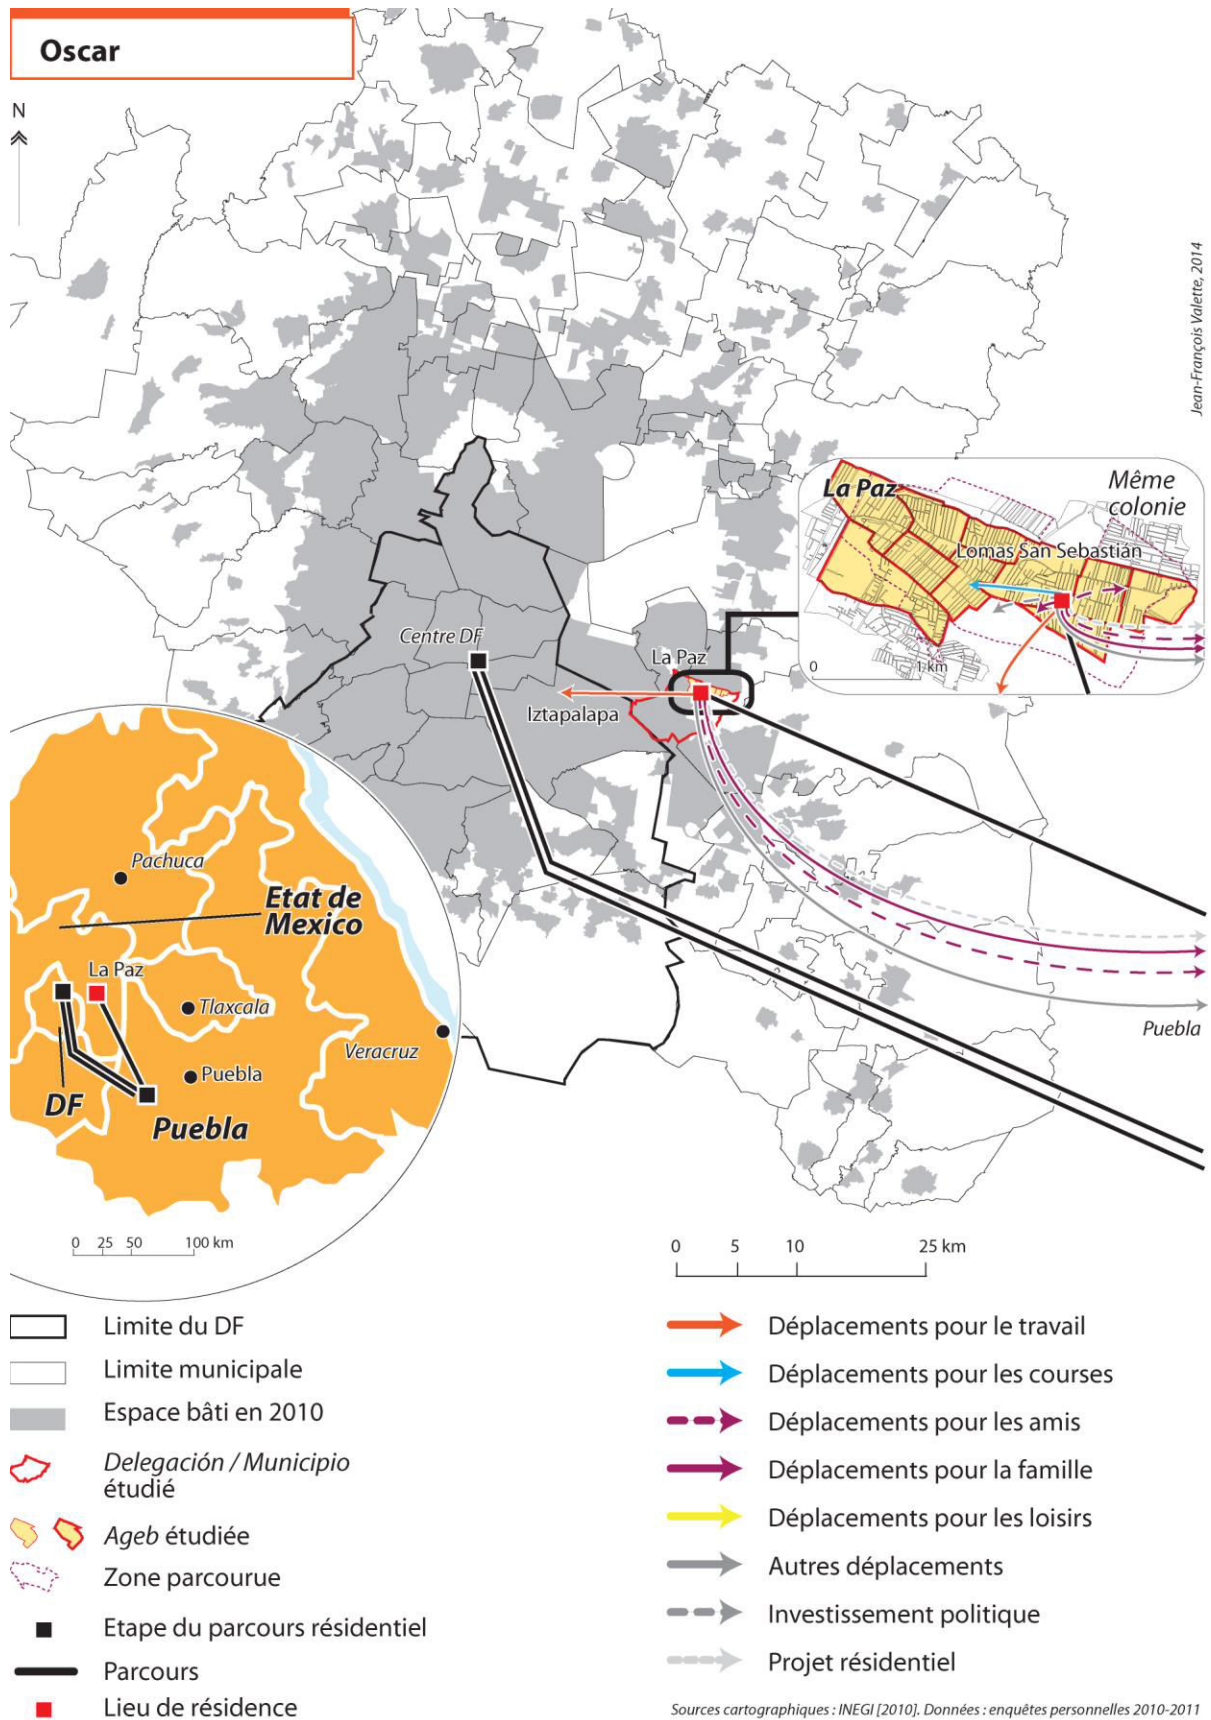 Oscar
N
Jean-François Valette, 2014
La Paz
Même
colonie
Lomas San Sebastián
0
1 km
Centre DF
La Paz
Iztapalapa
Pachuca
Etat de
Mexico
La Paz
Tlaxcala
Veracruz
Puebla
DF
Puebla
Puebla
0 25 50 100 km
0 5 10 25 km
Limite du DF
Limite municipale
Espace bâti en 2010
Delegación / Municipio
étudié
Ageb étudiée
Zone parcourue
Etape du parcours résidentiel
Parcours
Lieu de résidence
Déplacements pour le travail
Déplacements pour les courses
Déplacements pour les amis
Déplacements pour la famille
Déplacements pour les loisirs
Autres déplacements
Investissement politique
Projet résidentiel
Sources cartographiques : INEGI [2010]. Données : enquêtes personnelles 2010-2011